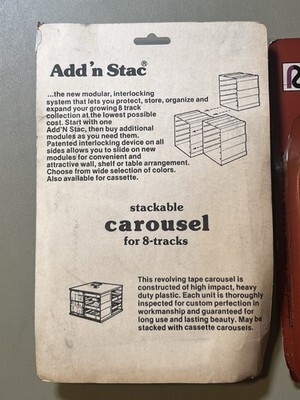 Add 'n Stac®
...the new modular, interlocking
system that lets you protect, store, organize and
expand your growing 8 track
collection at the lowest possible
cost. Start with one
Add'N Stac, then buy additional
modules as you need them.
Patented interlocking device on all
sides allows you to slide on new
modules for convenient and
attractive wall, shelf or table arrangement.
Choose from wide selection of colors.
Also available for cassette.
stackable
carousel
for 8-tracks
This revolving tape carousel is
constructed of high impact, heavy
duty plastic. Each unit is thoroughly
inspected for custom perfection in
workmanship and guaranteed for
long use and lasting beauty. May be
stacked with cassette carousels.